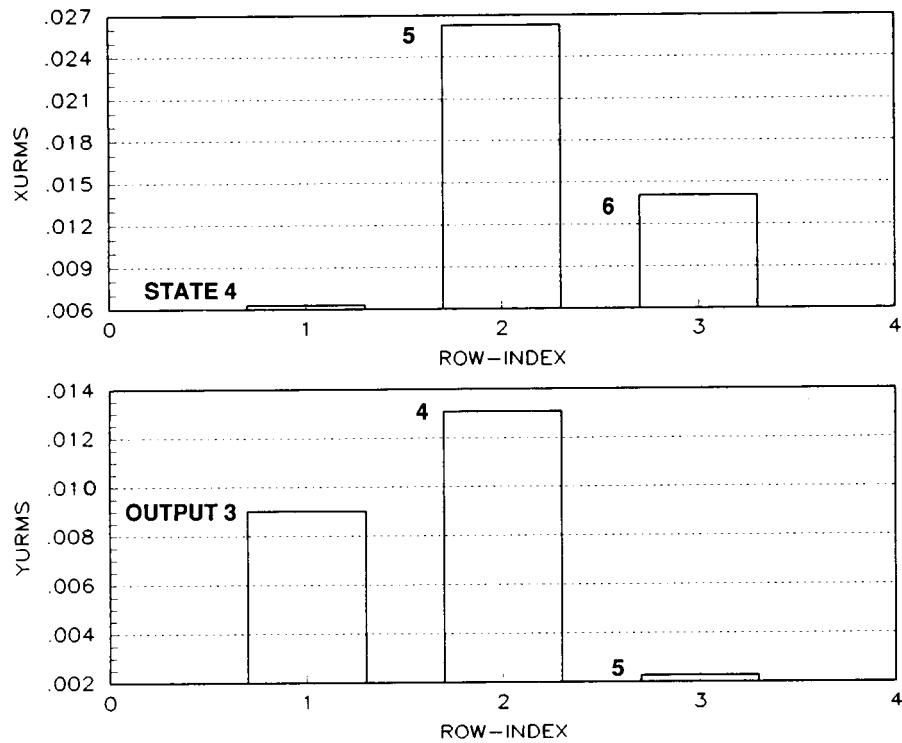 .027
.024
.021
.018
.015
.012
.009
.006
XURMS
5
6
STATE 4
0 1 2 3 4
ROW-INDEX
.014
.012
.010
.008
.006
.004
.002
YURMS
4
OUTPUT 3
5
0 1 2 3 4
ROW-INDEX